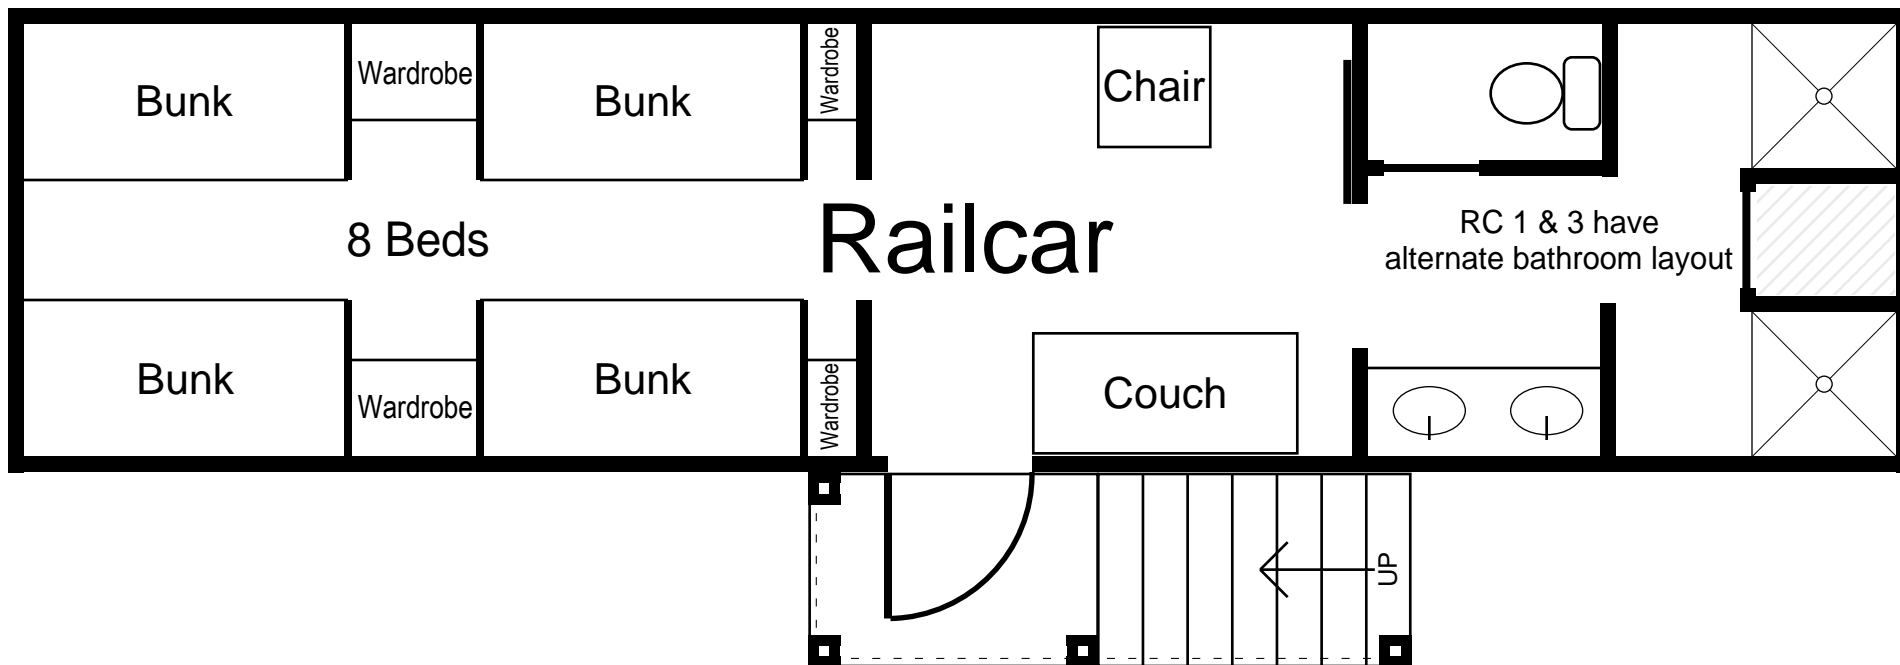 Bunk
Wardrobe
Bunk
Wardrobe
Chair
8 Beds
Railcar
RC 1 & 3 have
alternate bathroom layout
Bunk
Wardrobe
Bunk
Wardrobe
Couch
UP